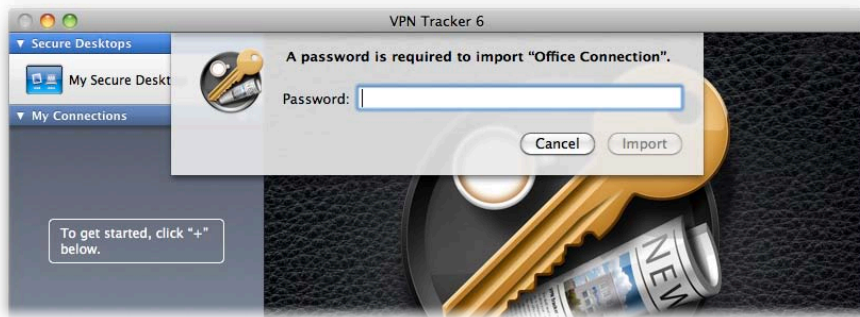 VPN Tracker 6
▼ Secure Desktops
My Secure Deskt
▼ My Connections
A password is required to import “Office Connection”.
Password:
Cancel
Import
To get started, click “+”
below.
NEW